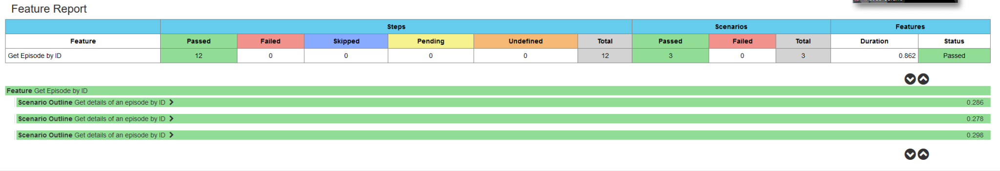 Feature Report
Steps Scenarios Features
Feature Passed Failed Skipped Pending Undefined Total Passed Failed Total Duration Status
Get Episode by ID 12 0 0 0 0 12 3 0 3 0.862 Passed
Feature Get Episode by ID
Scenario Outline Get details of an episode by ID 0.286
Scenario Outline Get details of an episode by ID 0.278
Scenario Outline Get details of an episode by ID 0.298